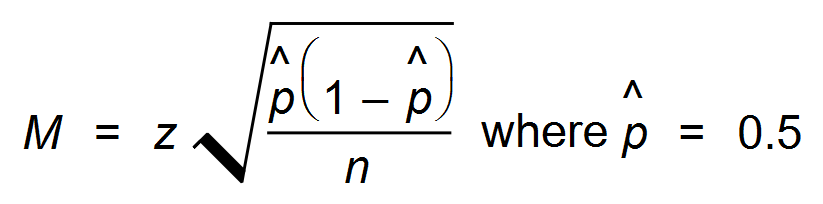 M = z √(p̂(1 – p̂)/n) where p̂ = 0.5